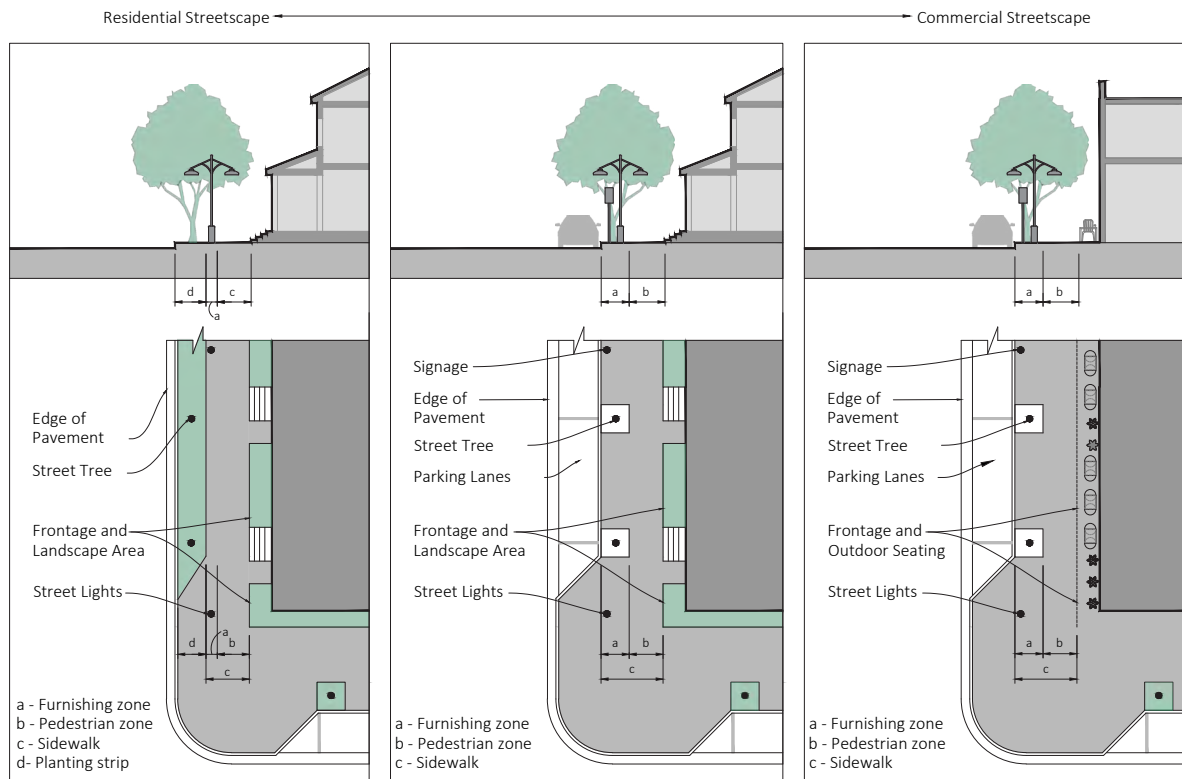 Residential Streetscape
Commercial Streetscape
d
c
a
Edge of
Pavement
Street Tree
Frontage and
Landscape Area
Street Lights
a
d
b
c
a - Furnishing zone
b - Pedestrian zone
c - Sidewalk
d- Planting strip
a
b
Signage
Edge of
Pavement
Street Tree
Parking Lanes
Frontage and
Landscape Area
Street Lights
a
b
c
a - Furnishing zone
b - Pedestrian zone
c - Sidewalk
a
b
Signage
Edge of
Pavement
Street Tree
Parking Lanes
Frontage and
Outdoor Seating
Street Lights
a
b
c
a - Furnishing zone
b - Pedestrian zone
c - Sidewalk